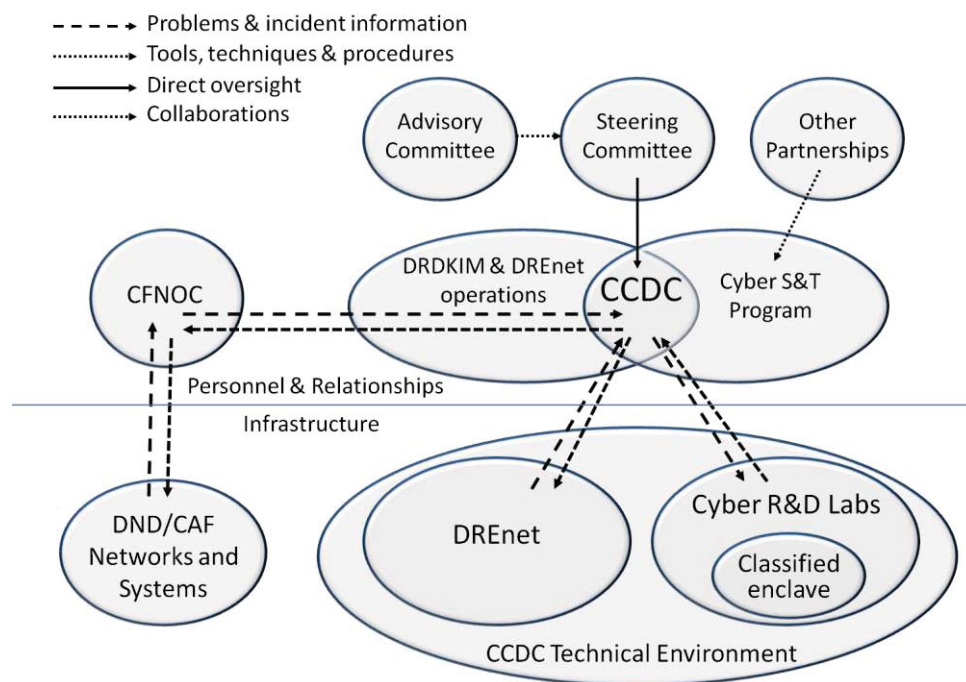 Problems & incident information
Tools, techniques & procedures
Direct oversight
Collaborations
Advisory
Committee
Steering
Committee
Other
Partnerships
CFNOC
DRDKIM & DREnet
operations
CCDC
Cyber S&T
Program
Personnel & Relationships
Infrastructure
DND/CAF
Networks and
Systems
DREnet
Cyber R&D Labs
Classified
enclave
CCDC Technical Environment